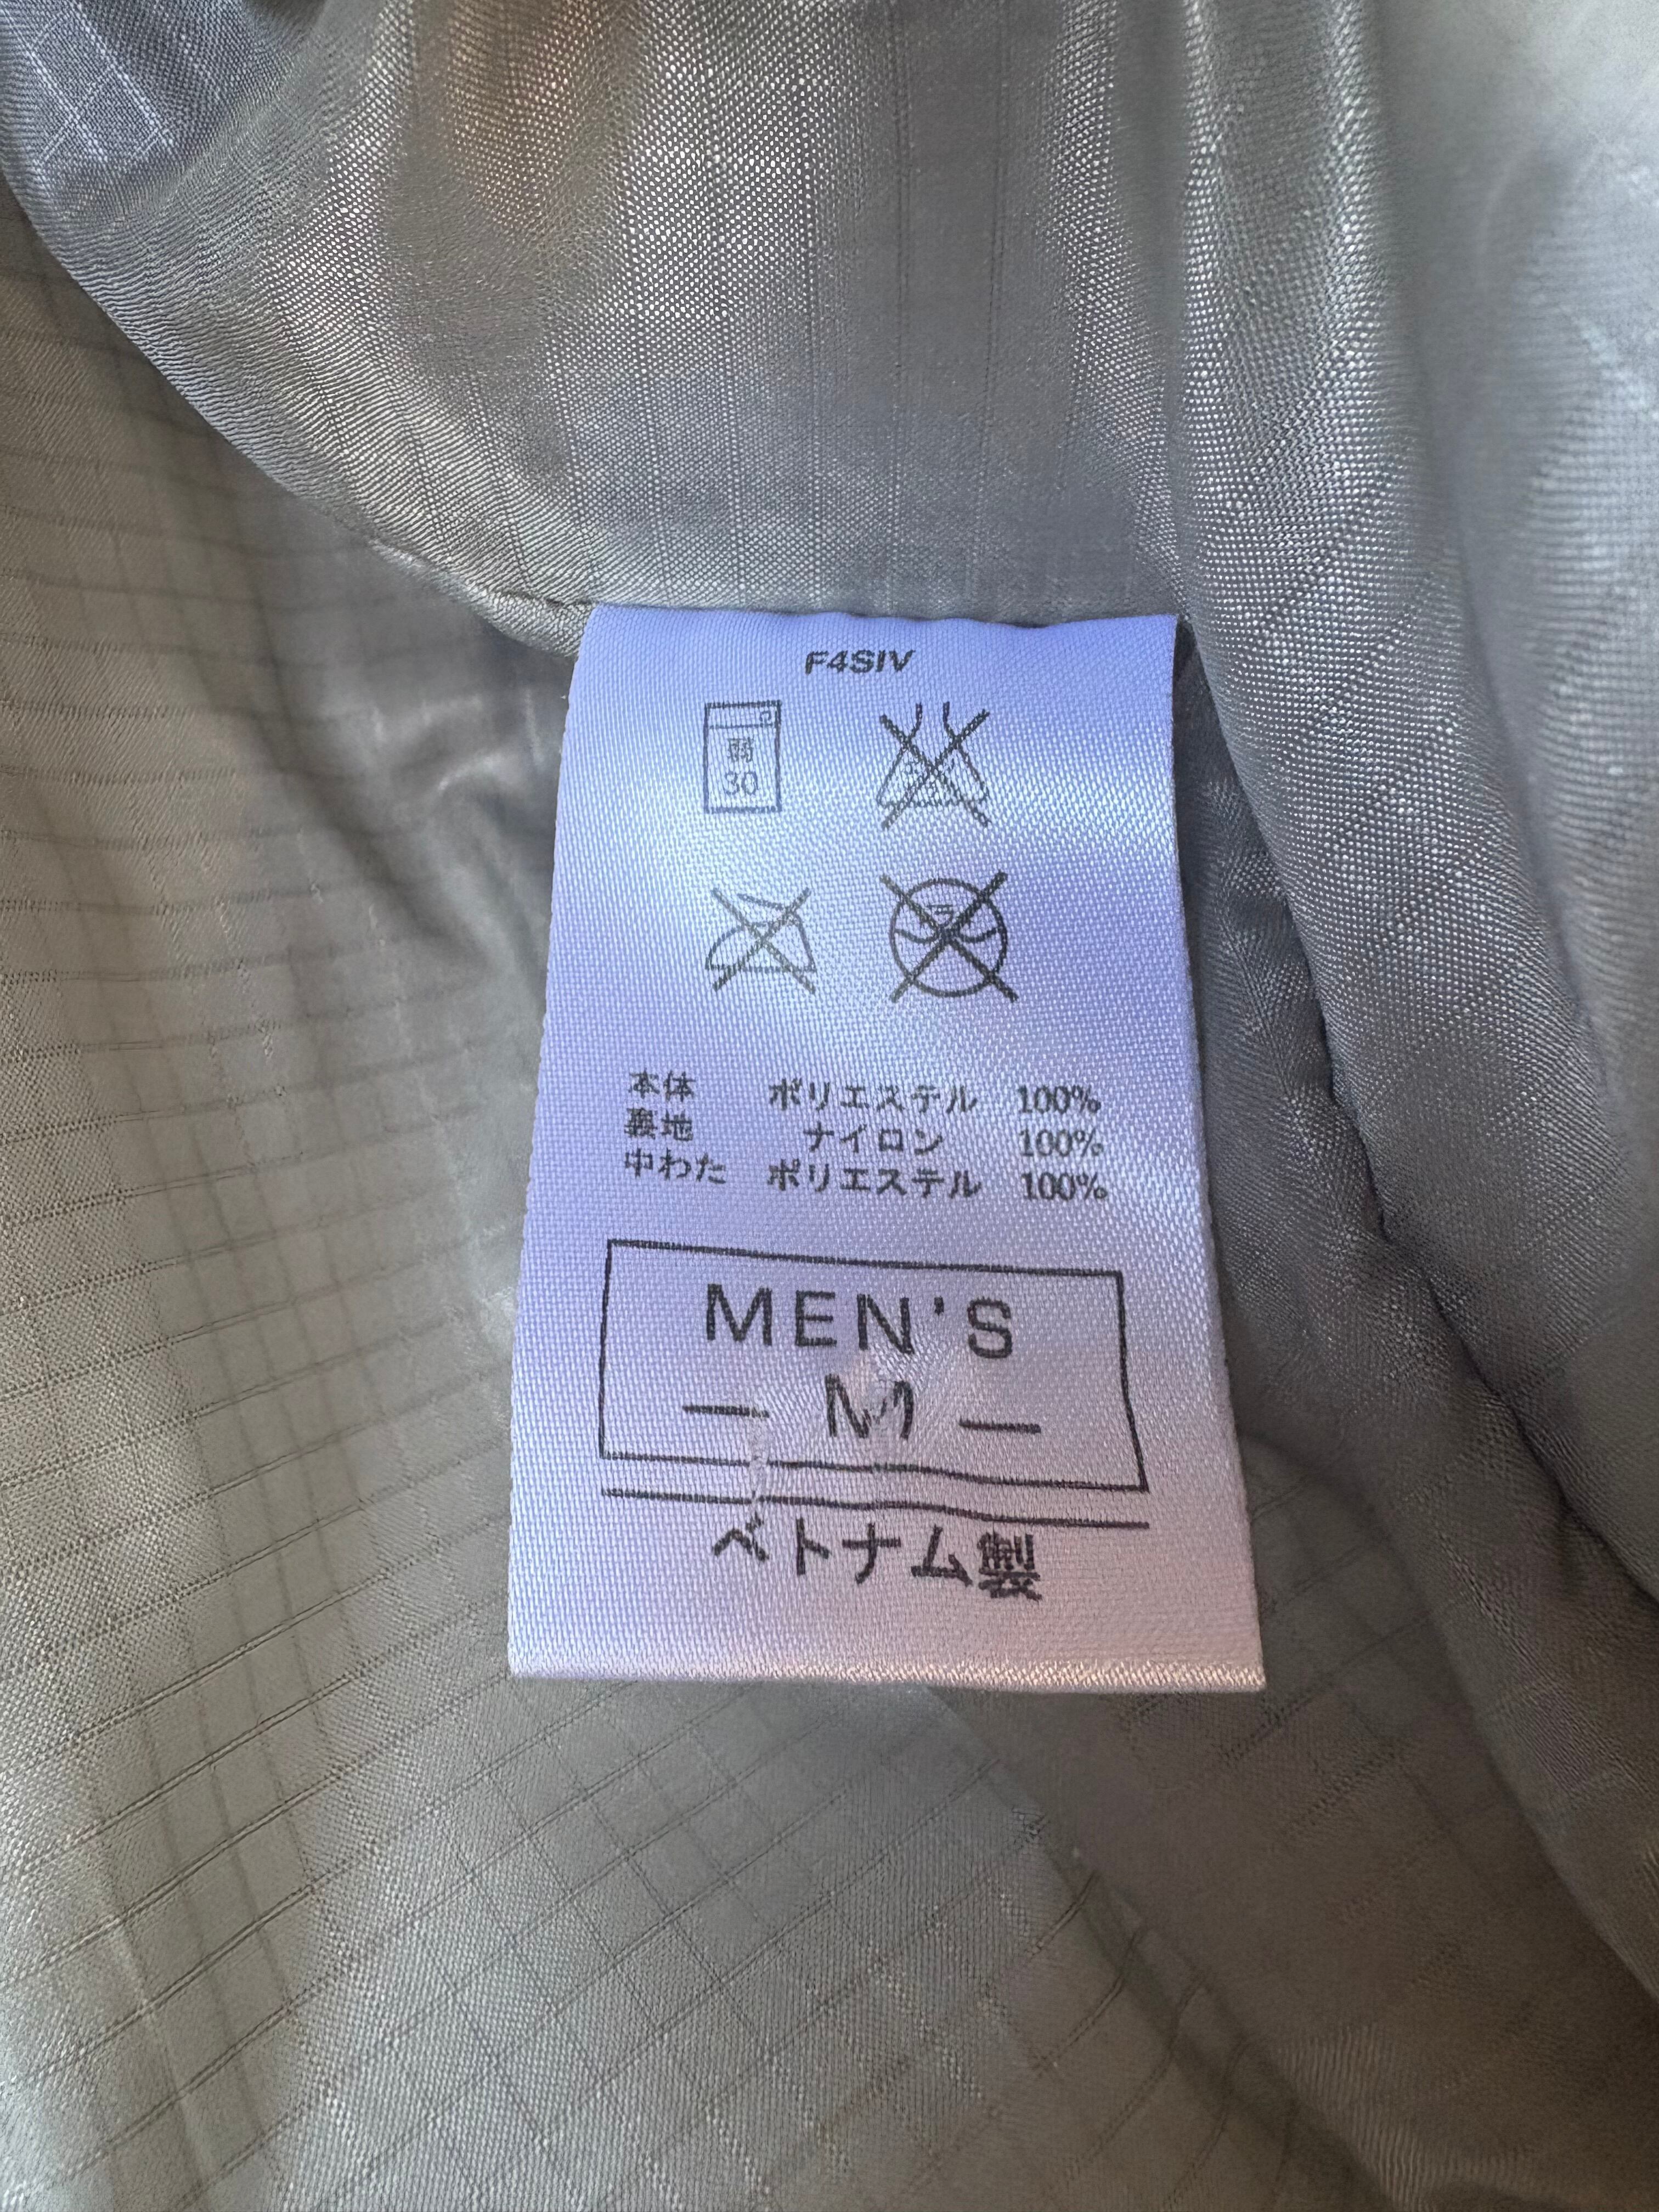 F4SIV
弱
30
本体 ポリエステル 100%
裏地 ナイロン 100%
中わた ポリエステル 100%
MEN'S
— M —
ベトナム製